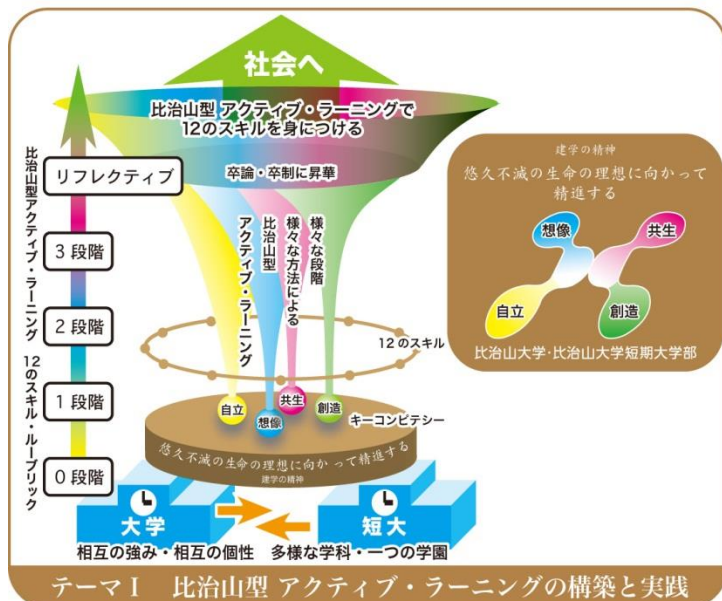 社会へ
比治山型 アクティブ・ラーニングで
12のスキルを身につける
卒論・卒制に昇華
様々な段階
様々な方法による
比治山型
アクティブ・ラーニング
リフレクティブ
3段階
2段階
1段階
0段階
比治山型アクティブ・ラーニング
12のスキル・ルーブリック
12のスキル
自立
想像
共生
創造
キーコンピテシー
悠久不滅の生命の理想に向かって精進する
建学の精神
大学
短大
相互の強み・相互の個性
多様な学科・一つの学園
建学の精神
悠久不滅の生命の理想に向かって
精進する
想像
共生
自立
創造
比治山大学・比治山大学短期大学部
テーマⅠ 比治山型 アクティブ・ラーニングの構築と実践